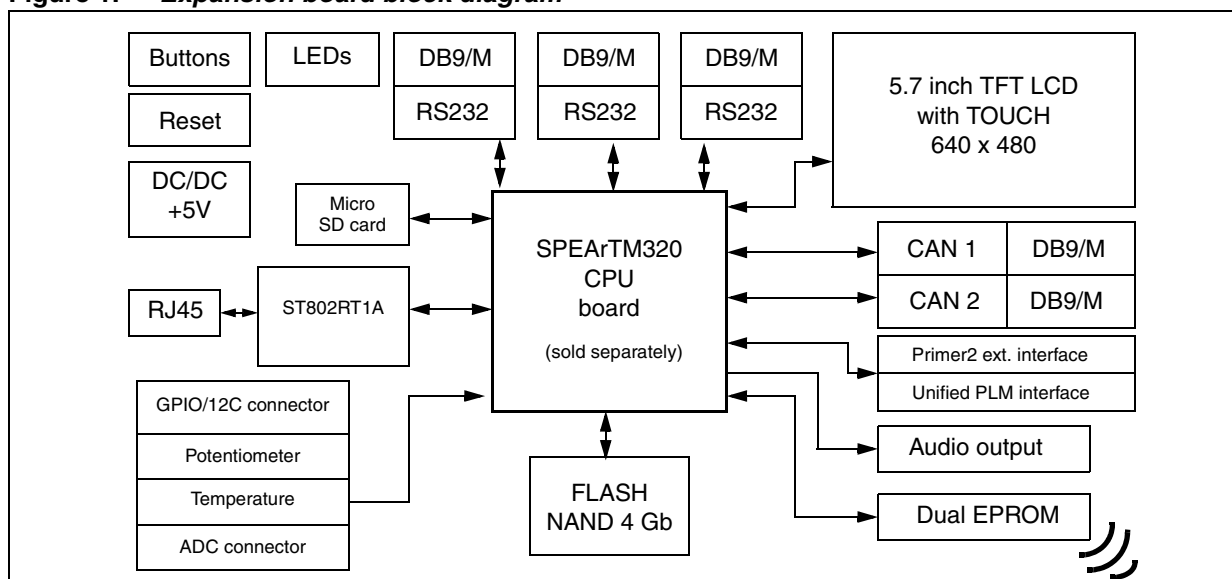 Figure 1. Expansion board block diagram
Buttons
LEDs
DB9/M
DB9/M
DB9/M
RS232
RS232
RS232
Reset
DC/DC
+5V
5.7 inch TFT LCD
with TOUCH
640 x 480
Micro
SD card
SPEArTM320
CPU
board
(sold separately)
CAN 1
DB9/M
CAN 2
DB9/M
RJ45
ST802RT1A
Primer2 ext. interface
Unified PLM interface
GPIO/12C connector
Potentiometer
Temperature
ADC connector
Audio output
FLASH
NAND 4 Gb
Dual EPROM